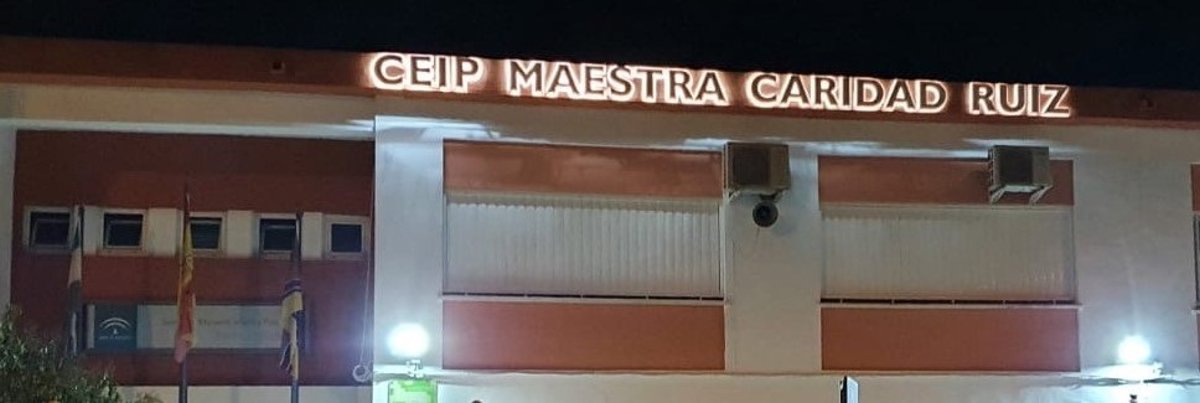 CEIP MAESTRA CARIDAD RUIZ